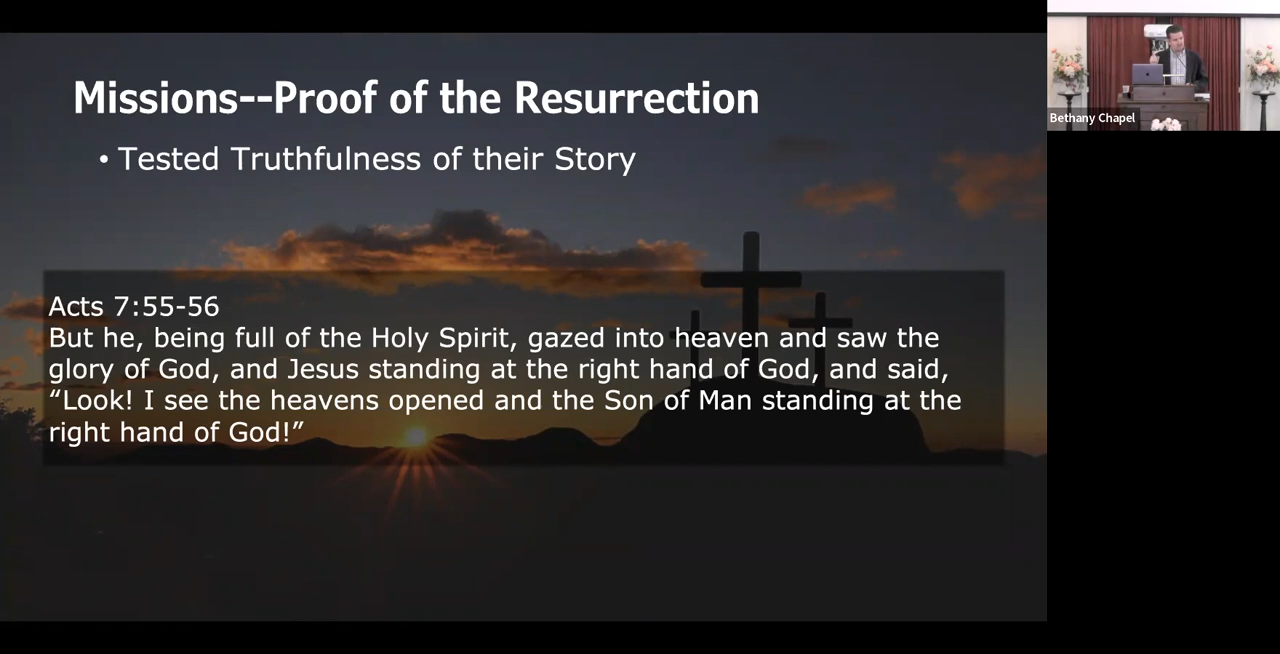 Missions--Proof of the Resurrection
• Tested Truthfulness of their Story
Acts 7:55-56
But he, being full of the Holy Spirit, gazed into heaven and saw the
glory of God, and Jesus standing at the right hand of God, and said,
“Look! I see the heavens opened and the Son of Man standing at the
right hand of God!”
Bethany Chapel